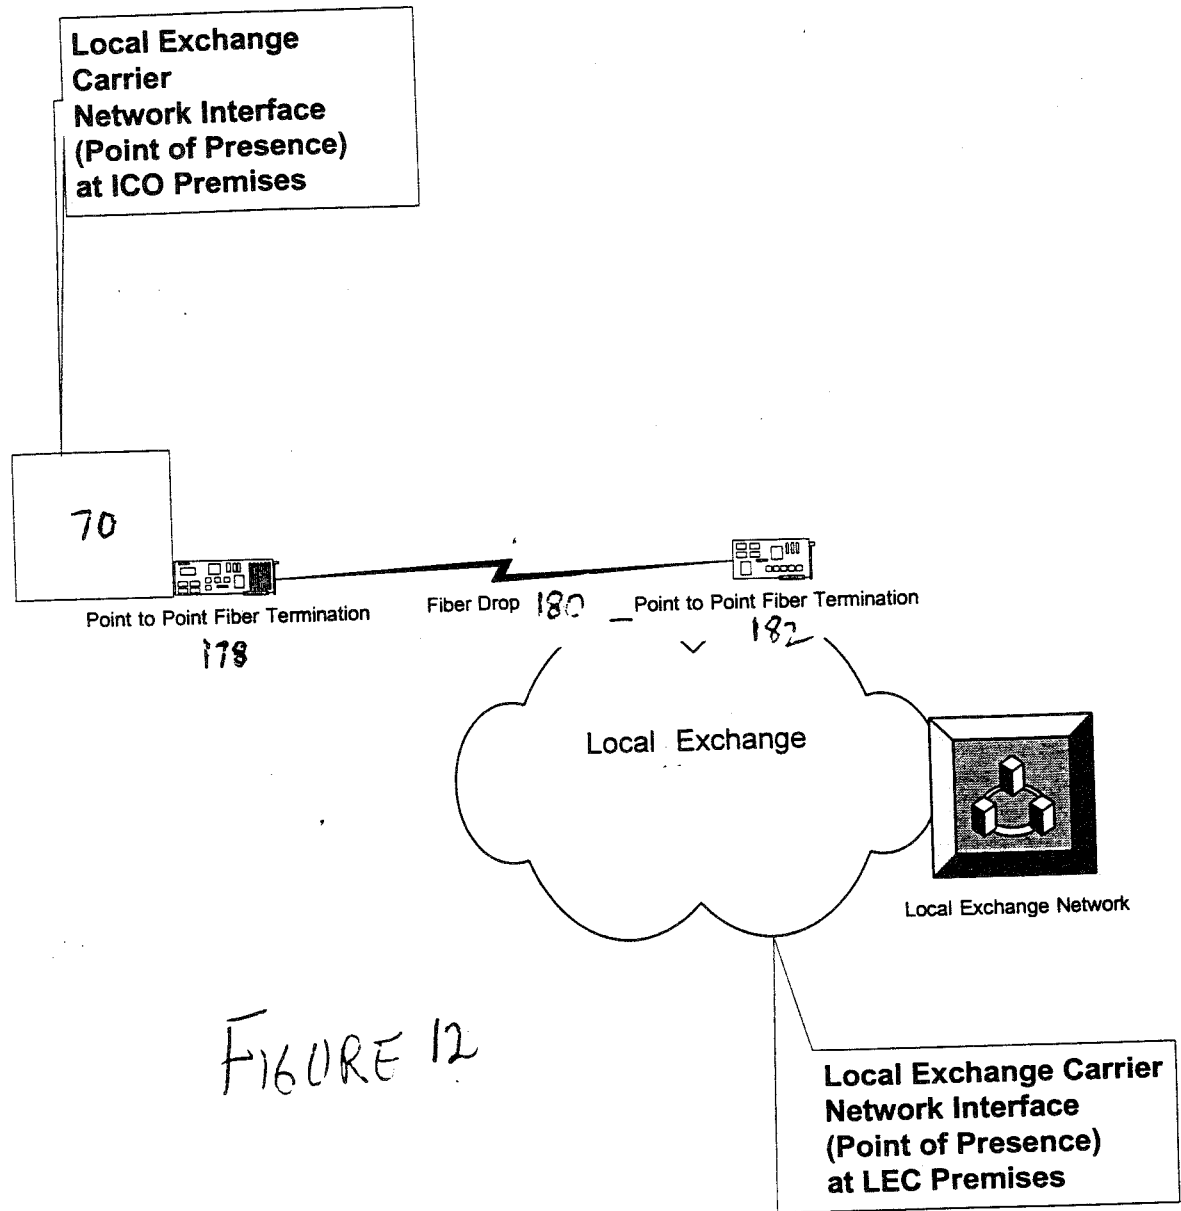 Local Exchange
Carrier
Network Interface
(Point of Presence)
at ICO Premises
70
Point to Point Fiber Termination
178
Fiber Drop 180
Point to Point Fiber Termination
182
Local Exchange
Local Exchange Network
FIGURE 12
Local Exchange Carrier
Network Interface
(Point of Presence)
at LEC Premises